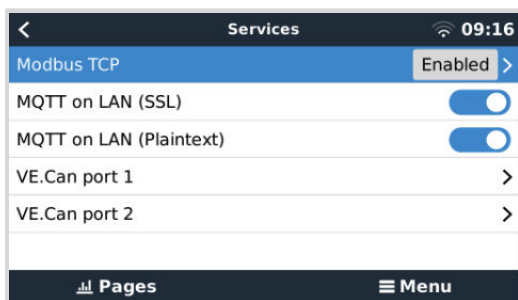 Services 09:16
Modbus TCP Enabled
MQTT on LAN (SSL)
MQTT on LAN (Plaintext)
VE.Can port 1
VE.Can port 2
Pages Menu